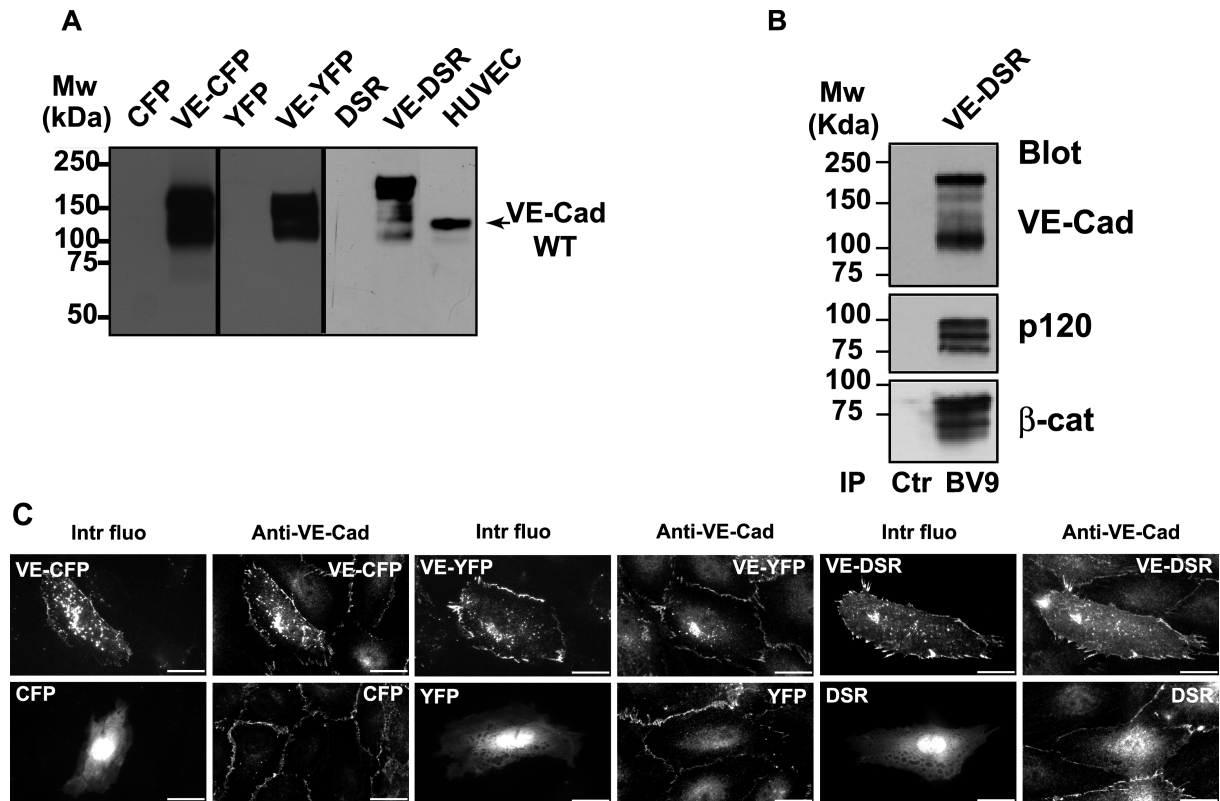 A
Mw
(kDa)
CFP
VE-CFP
YFP
VE-YFP
DSR
VE-DSR
HUVEC
250
150
100
75
50
VE-Cad
WT
B
Mw
(Kda)
VE-DSR
Blot
250
150
100
75
VE-Cad
100
75
p120
100
75
β-cat
IP Ctr BV9
C
Intr fluo Anti-VE-Cad Intr fluo Anti-VE-Cad Intr fluo Anti-VE-Cad
VE-CFP VE-CFP VE-YFP VE-YFP VE-DSR VE-DSR
CFP CFP YFP YFP DSR DSR